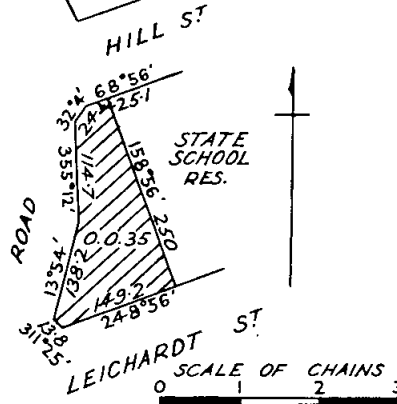 HILL ST
68°56'
25·1
32°4'
24
114·7
355°12'
158°56'
250
STATE
SCHOOL
RES.
0.0.35
ROAD
13°54'
138·2
149·2
248°56'
13·8
311°25'
LEICHARDT ST
SCALE OF CHAINS
0 1 2 3